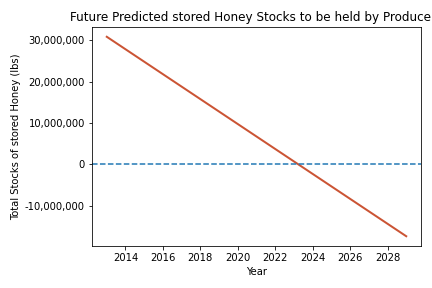 Future Predicted stored Honey Stocks to be held by Produce
Total Stocks of stored Honey (lbs)
30,000,000
20,000,000
10,000,000
0
-10,000,000
2014 2016 2018 2020 2022 2024 2026 2028
Year